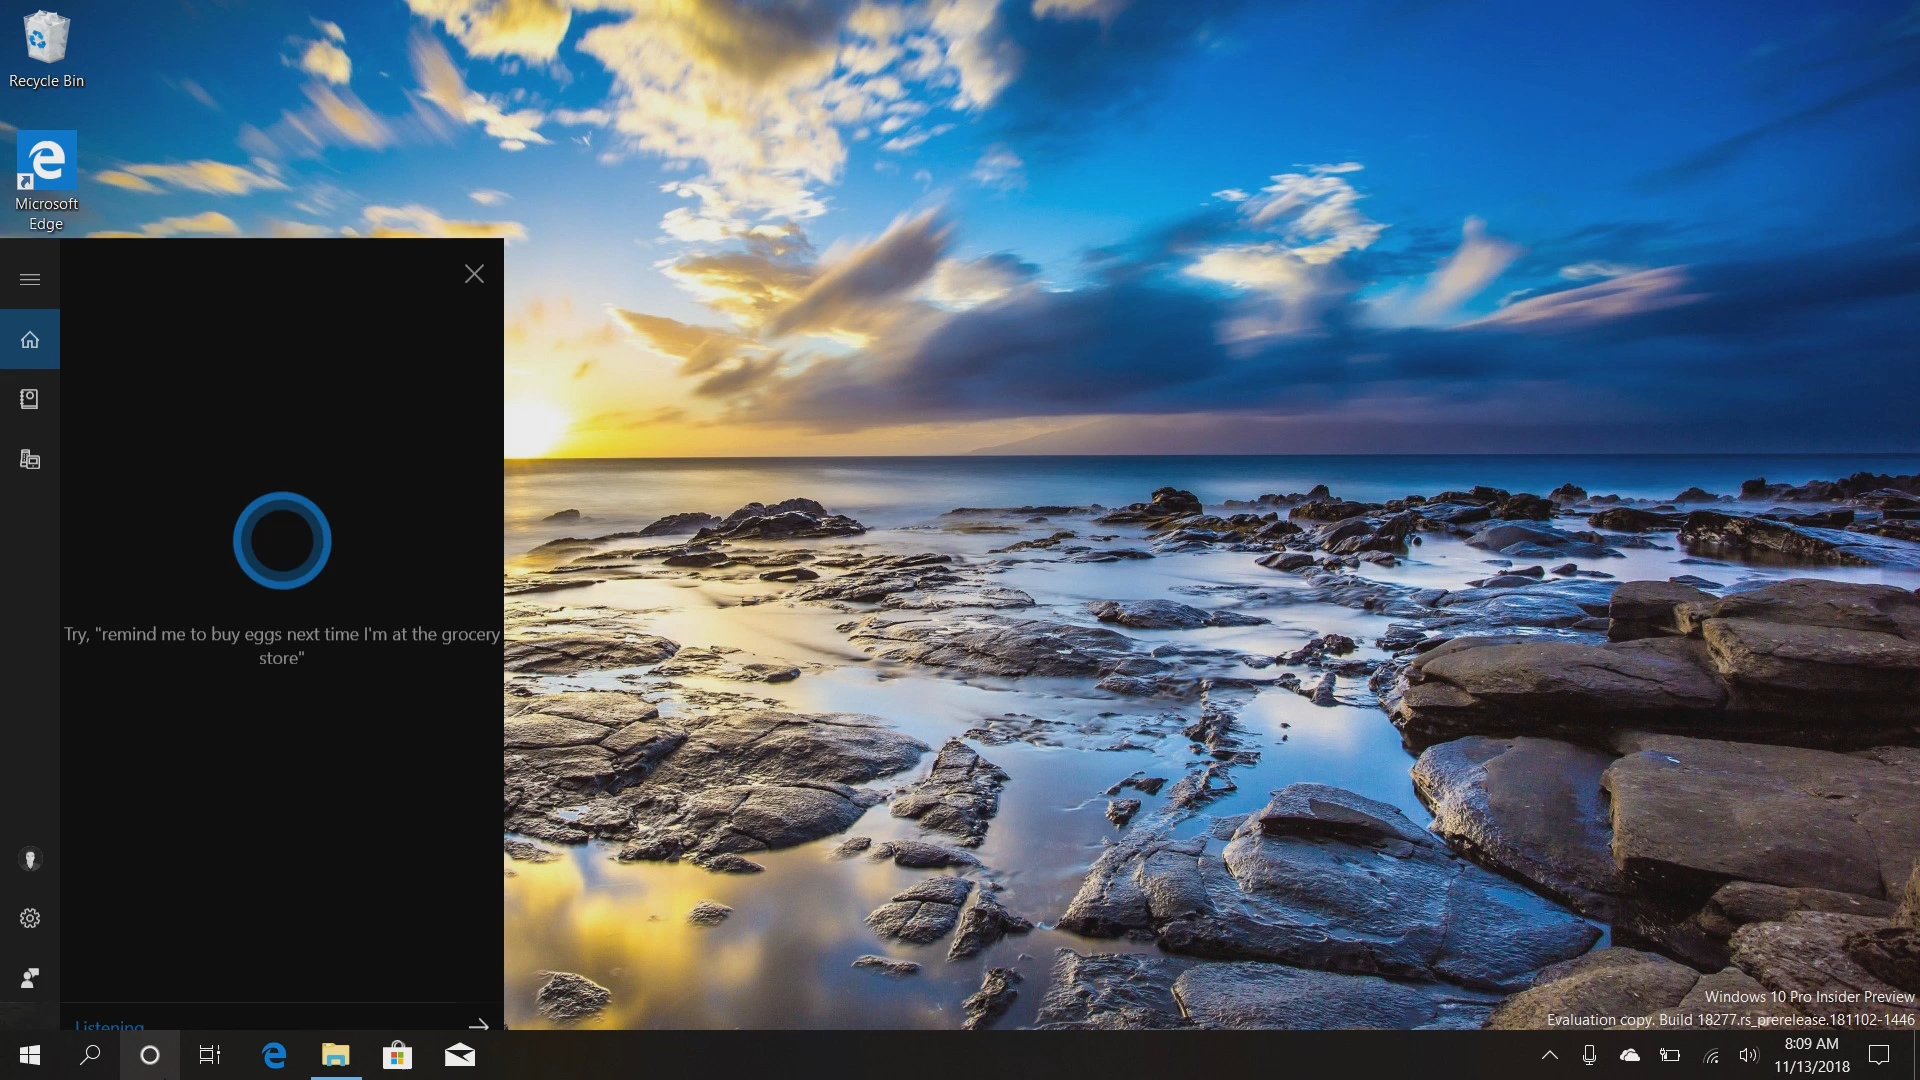 Recycle Bin
Microsoft
Edge
Try, "remind me to buy eggs next time I'm at the grocery
store"
Listening
Windows 10 Pro Insider Preview
Evaluation copy. Build 18277.rs_prerelease.181102-1446
8:09 AM
11/13/2018